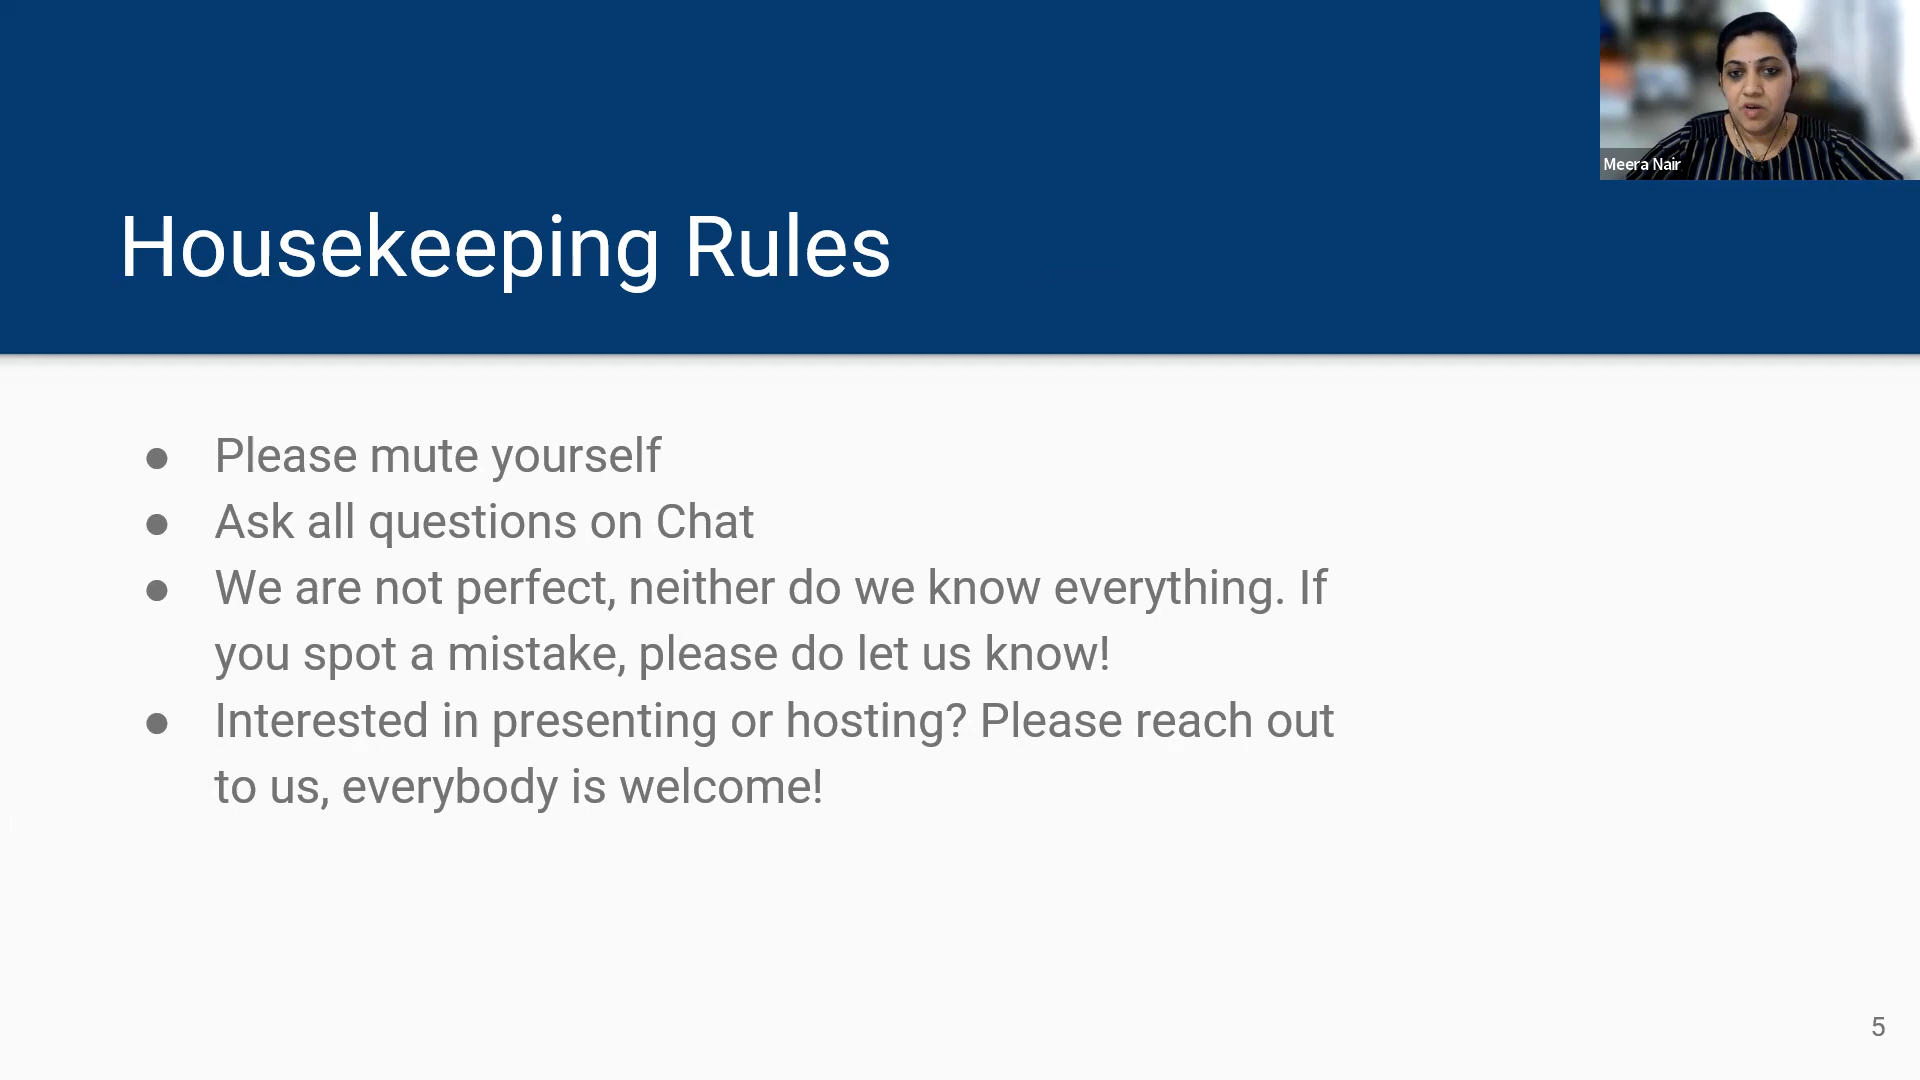 Meera Nair
Housekeeping Rules
● Please mute yourself
● Ask all questions on Chat
● We are not perfect, neither do we know everything. If
you spot a mistake, please do let us know!
● Interested in presenting or hosting? Please reach out
to us, everybody is welcome!
5